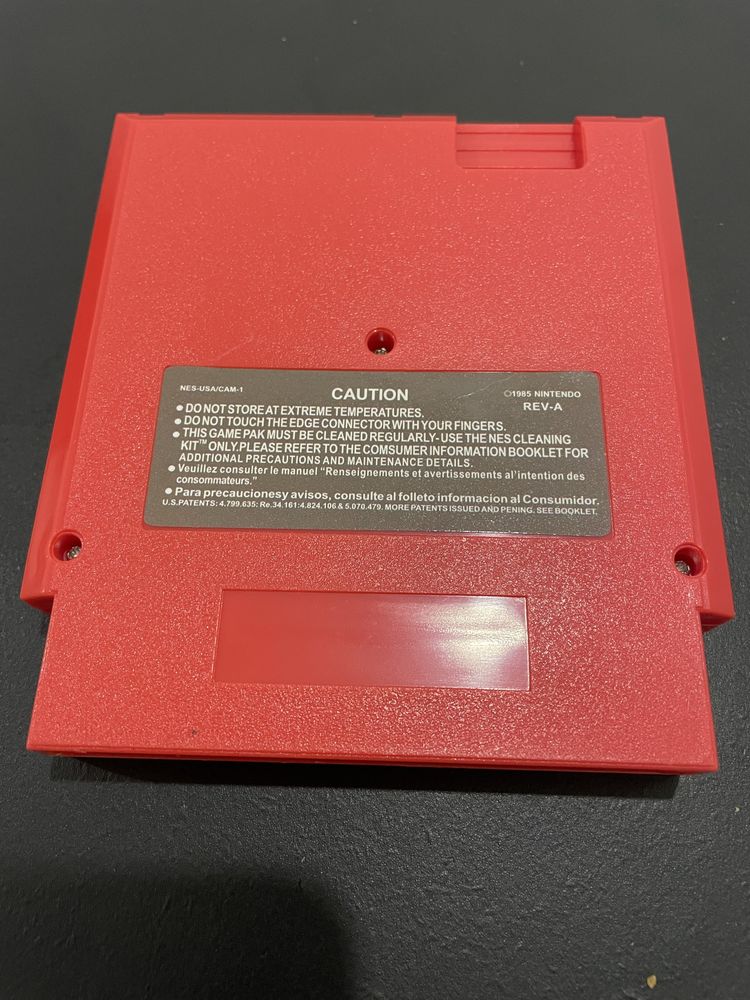 NES-USA/CAM-1
CAUTION
©1985 NINTENDO
REV-A
● DO NOT STORE AT EXTREME TEMPERATURES.
● DO NOT TOUCH THE EDGE CONNECTOR WITH YOUR FINGERS.
● THIS GAME PAK MUST BE CLEANED REGULARLY-USE THE NES CLEANING
KIT™ ONLY.PLEASE REFER TO THE COMSUMER INFORMATION BOOKLET FOR
ADDITIONAL PRECAUTIONS AND MAINTENANCE DETAILS.
● Veuillez consulter le manuel "Renseignements et avertissements al'intention des
consommateurs."
● Para precaucionesy avisos, consulte al folleto informacion al Consumidor.
U.S.PATENTS: 4.799.635: Re.34.161:4.824.106 & 5.070.479. MORE PATENTS ISSUED AND PENING. SEE BOOKLET.